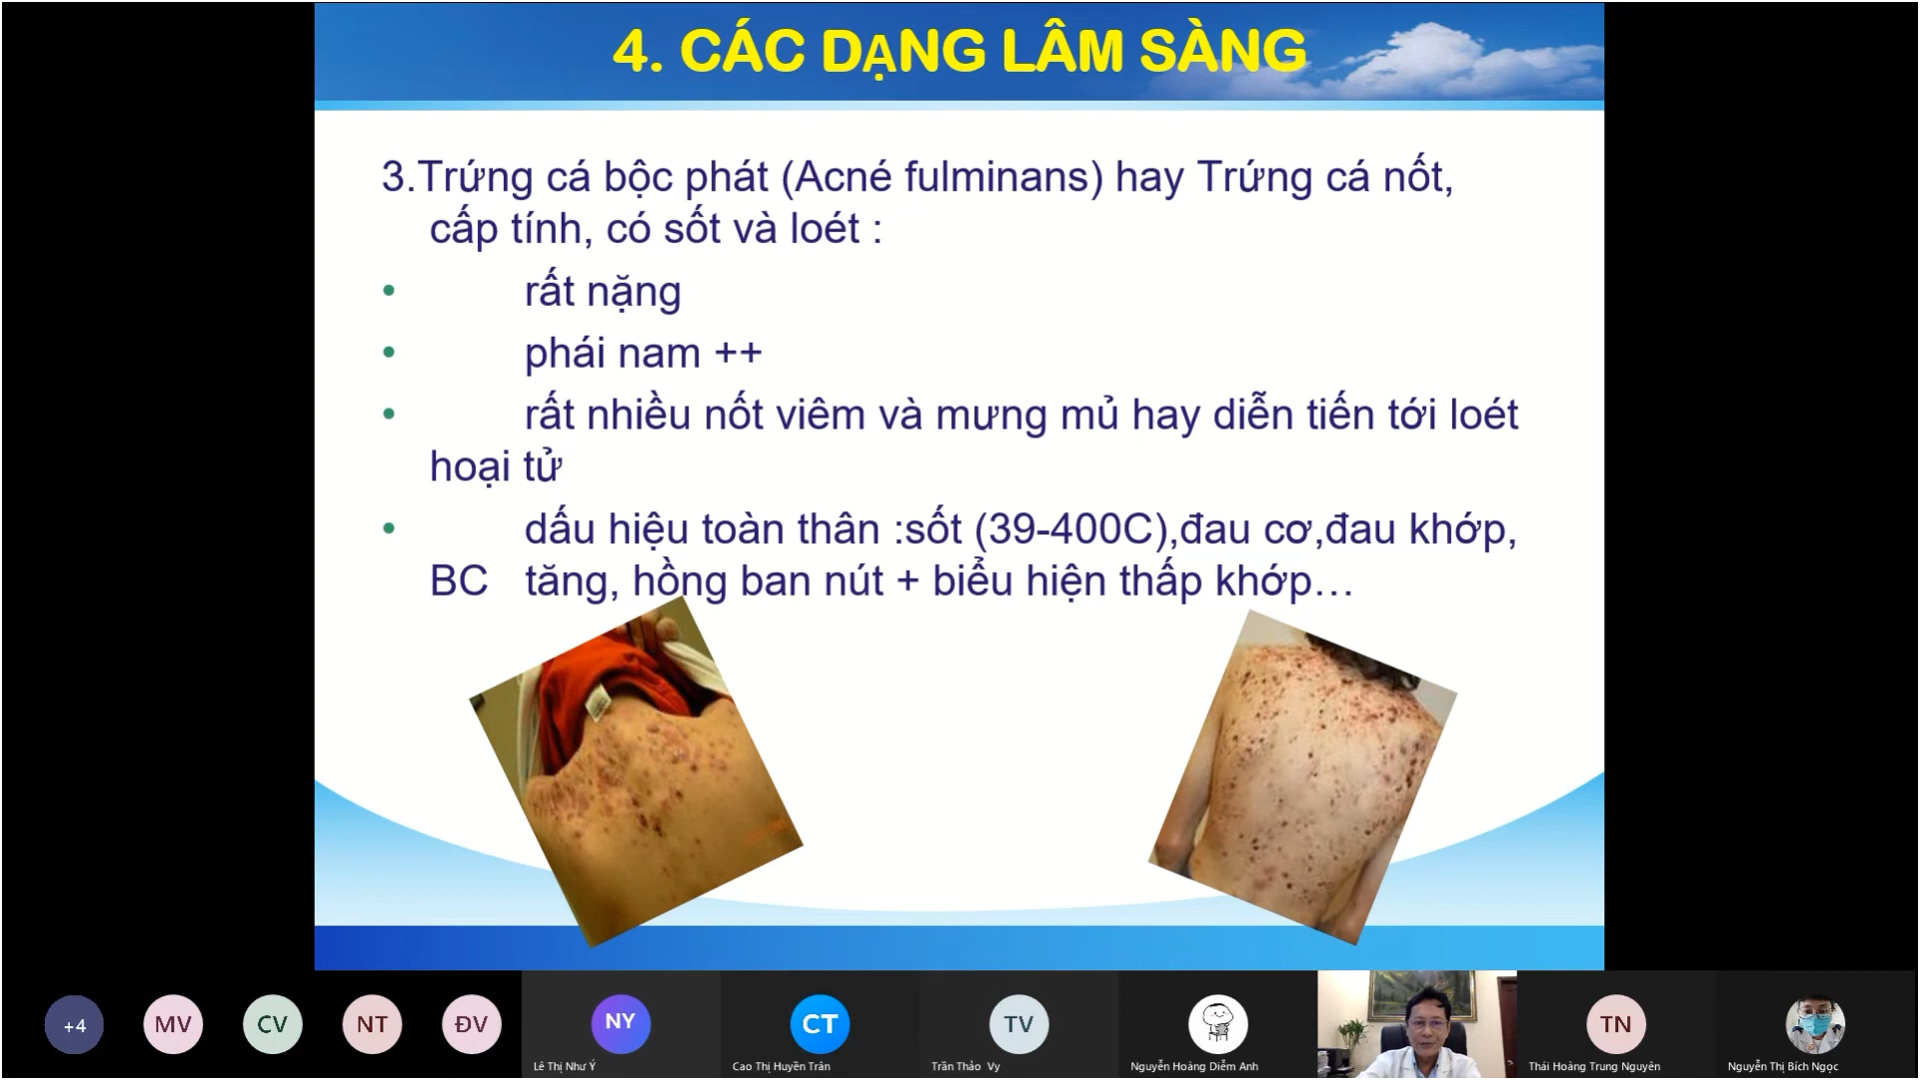 4. CÁC DẠNG LÂM SÀNG
3.Trứng cá bộc phát (Acné fulminans) hay Trứng cá nốt,
cấp tính, có sốt và loét :
• rất nặng
• phái nam ++
• rất nhiều nốt viêm và mưng mủ hay diễn tiến tới loét
hoại tử
• dấu hiệu toàn thân :sốt (39-400C),đau cơ,đau khớp,
BC tăng, hồng ban nút + biểu hiện thấp khớp…
+4 MV CV NT ĐV NY CT TV TN
Lê Thị Như Ý Cao Thị Huyền Trân Trần Thảo Vy Nguyễn Hoàng Diễm Anh Thái Hoàng Trung Nguyên Nguyễn Thị Bích Ngọc